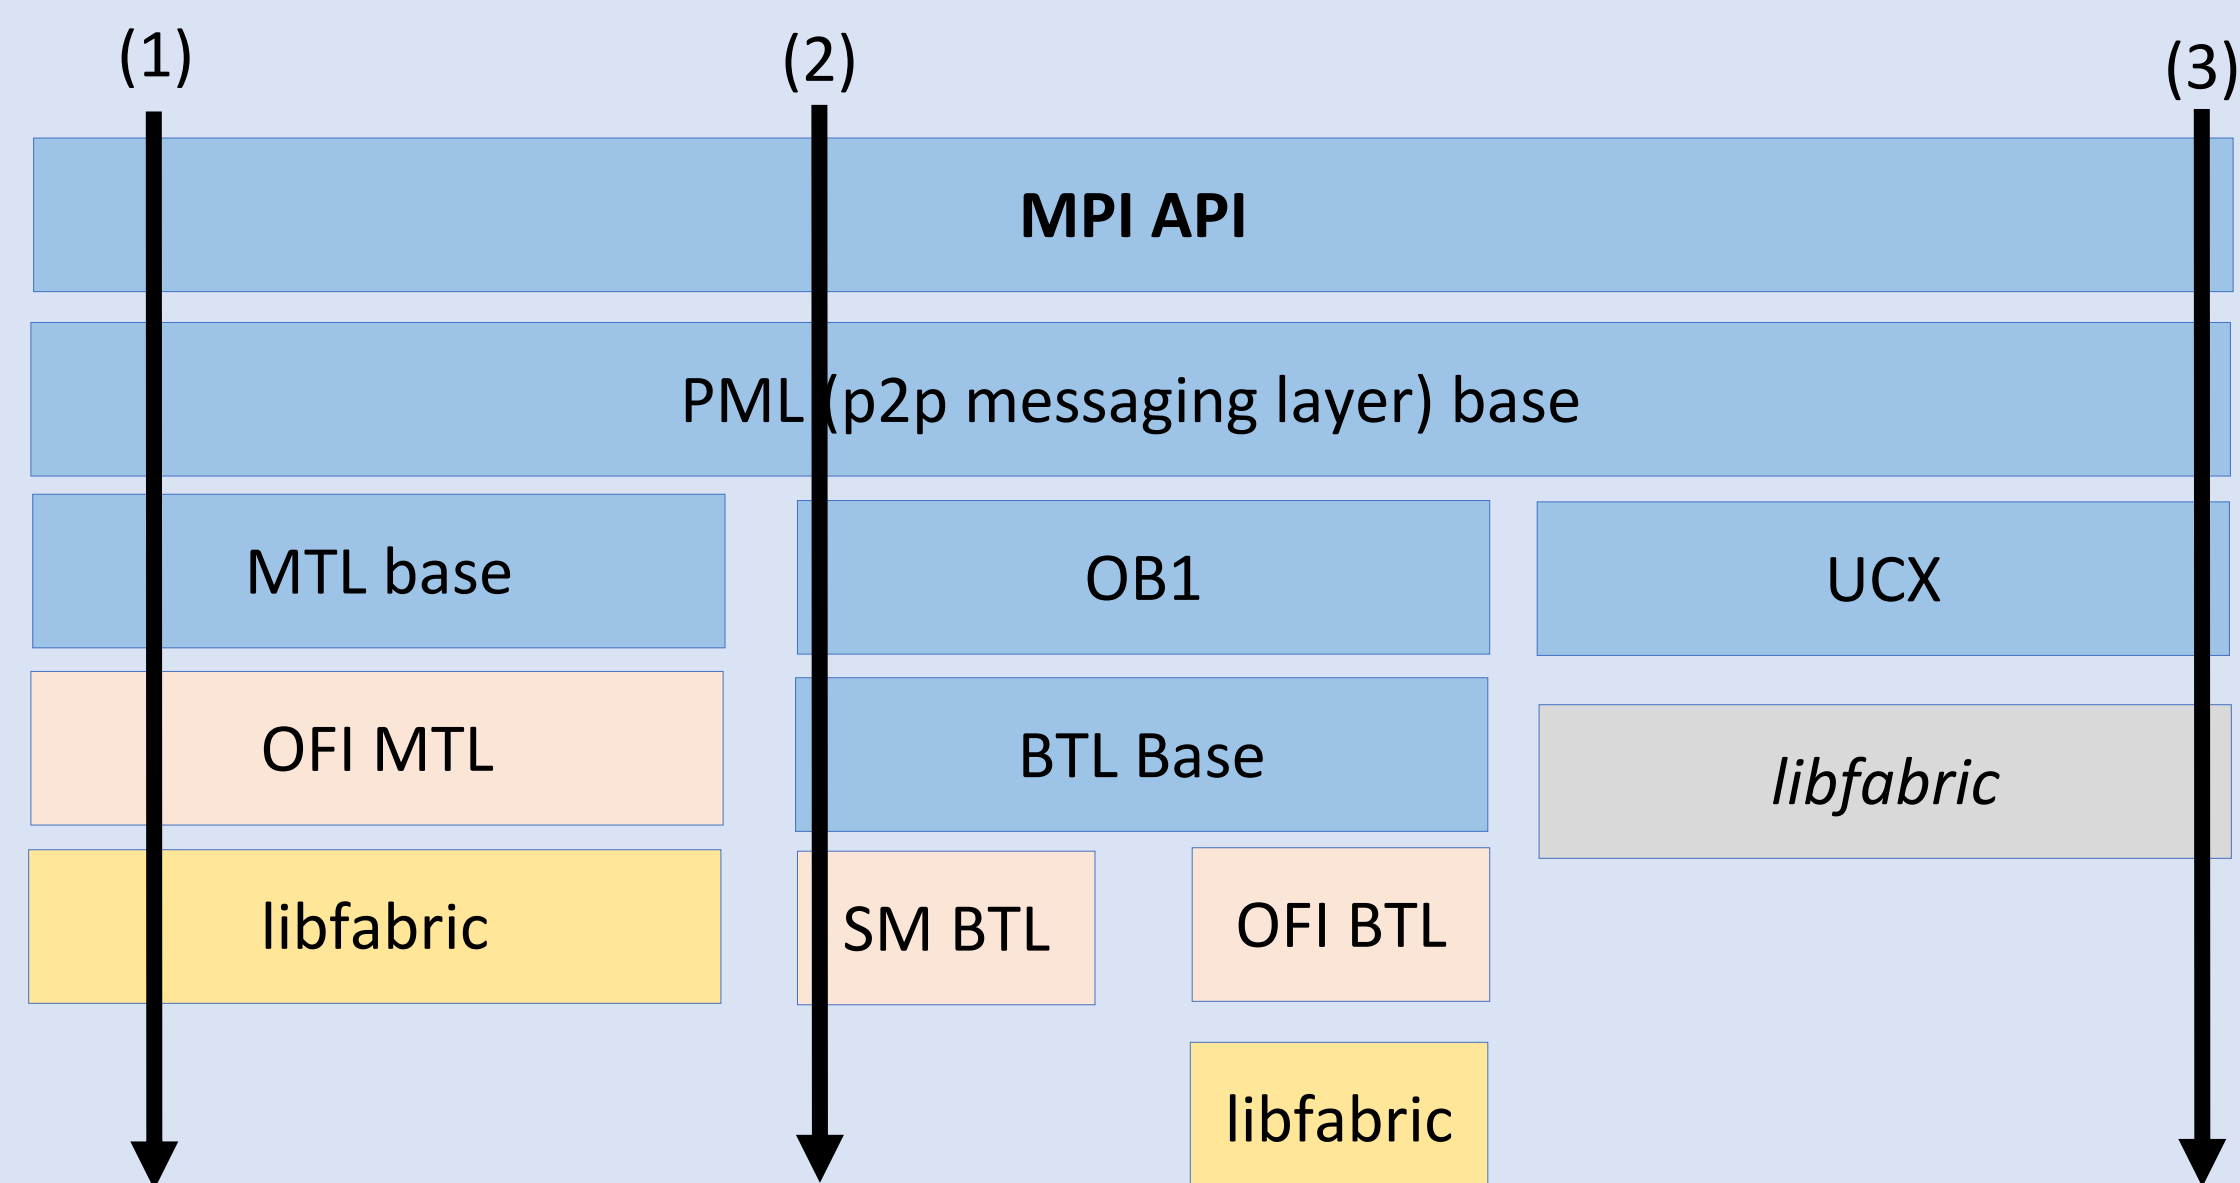 (1)
(2)
(3)
MPI API
PML (p2p messaging layer) base
MTL base
OB1
UCX
OFI MTL
BTL Base
libfabric
libfabric
SM BTL
OFI BTL
libfabric